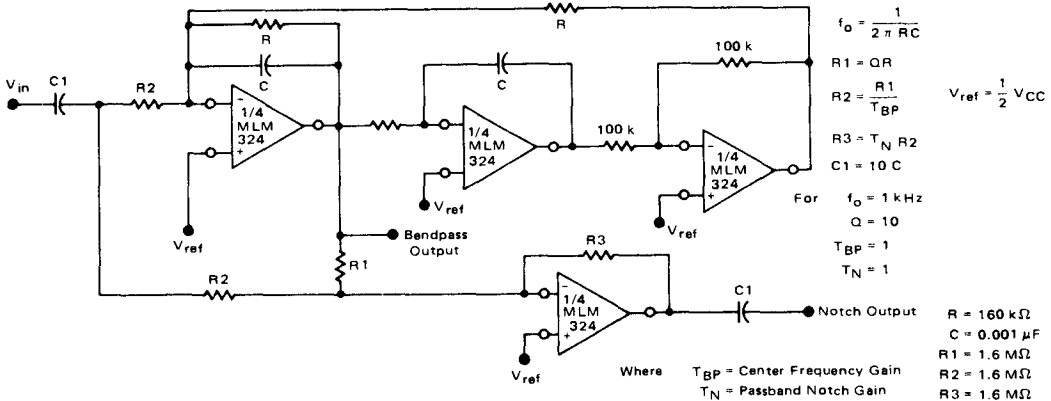 R
R
C
C1
V_in
R2
1/4
MLM
324
V_ref
C
1/4
MLM
324
V_ref
100 k
100 k
1/4
MLM
324
V_ref
Bendpass
Output
R1
R2
R3
1/4
MLM
324
V_ref
C1
Notch Output
f_o = 1 / 2 π RC
R1 = QR
R2 = R1 / T_BP
R3 = T_N R2
C1 = 10 C
V_ref = 1/2 V_CC
For f_o = 1 kHz
Q = 10
T_BP = 1
T_N = 1
R = 160 kΩ
C = 0.001 μF
R1 = 1.6 MΩ
R2 = 1.6 MΩ
R3 = 1.6 MΩ
Where T_BP = Center Frequency Gain
T_N = Passband Notch Gain